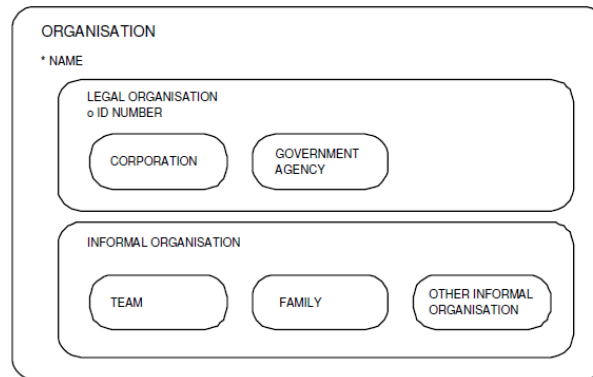 ORGANISATION
* NAME
LEGAL ORGANISATION
o ID NUMBER
CORPORATION
GOVERNMENT
AGENCY
INFORMAL ORGANISATION
TEAM
FAMILY
OTHER INFORMAL
ORGANISATION